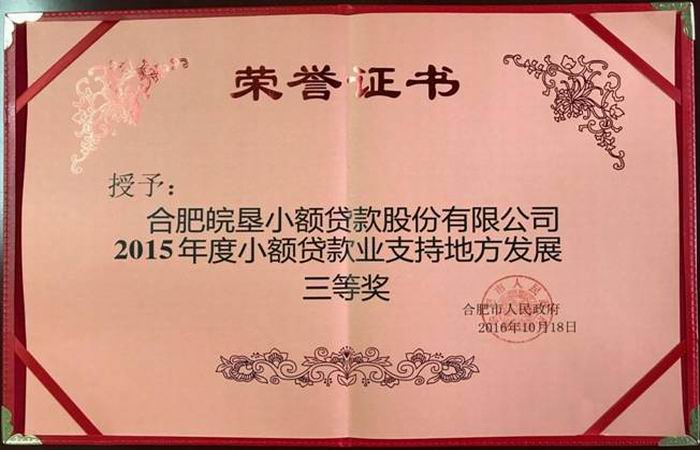 荣誉证书
授予：
合肥皖垦小额贷款股份有限公司
2015年度小额贷款业支持地方发展
三等奖
合肥市人民政府
2016年10月18日